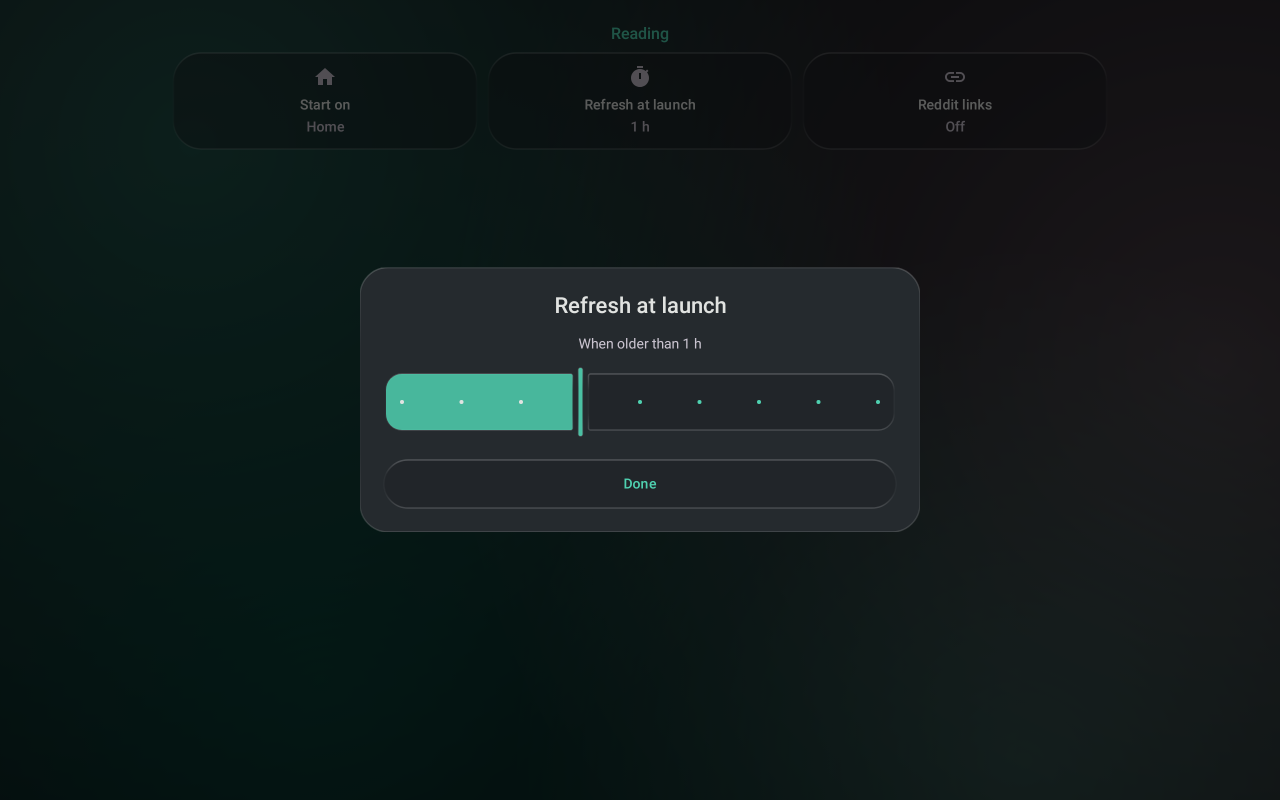 Reading
Start on
Home
Refresh at launch
1 h
Reddit links
Off
Refresh at launch
When older than 1 h
Done